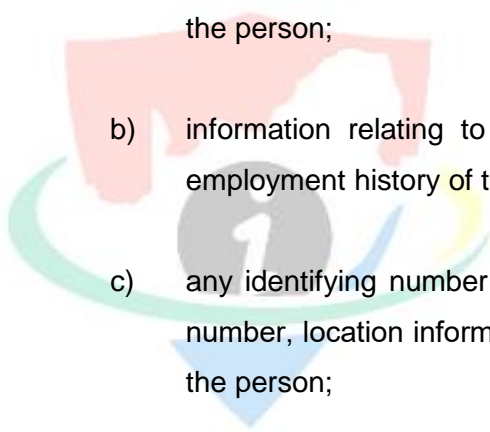 the person;
b) information relating to
employment history of t
c) any identifying number
number, location inform
the person;